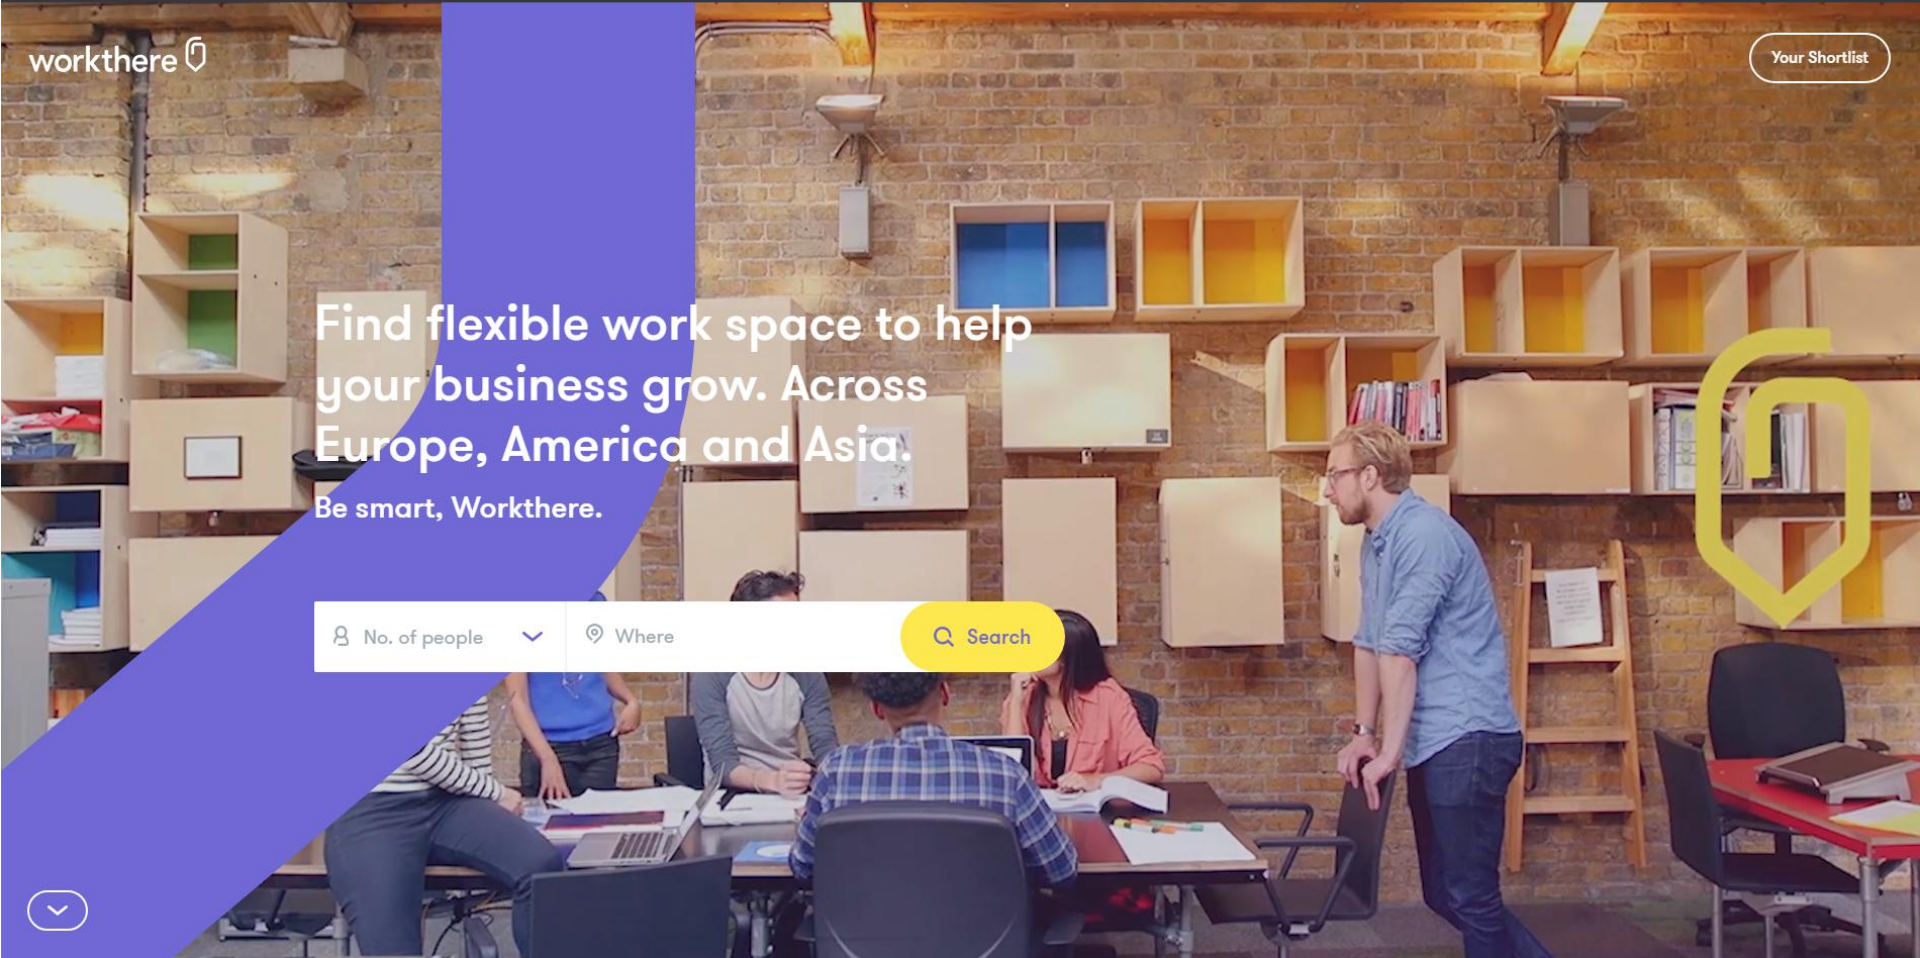 workthere
Your Shortlist
Find flexible work space to help
your business grow. Across
Europe, America and Asia.
Be smart, Workthere.
No. of people
Where
Search